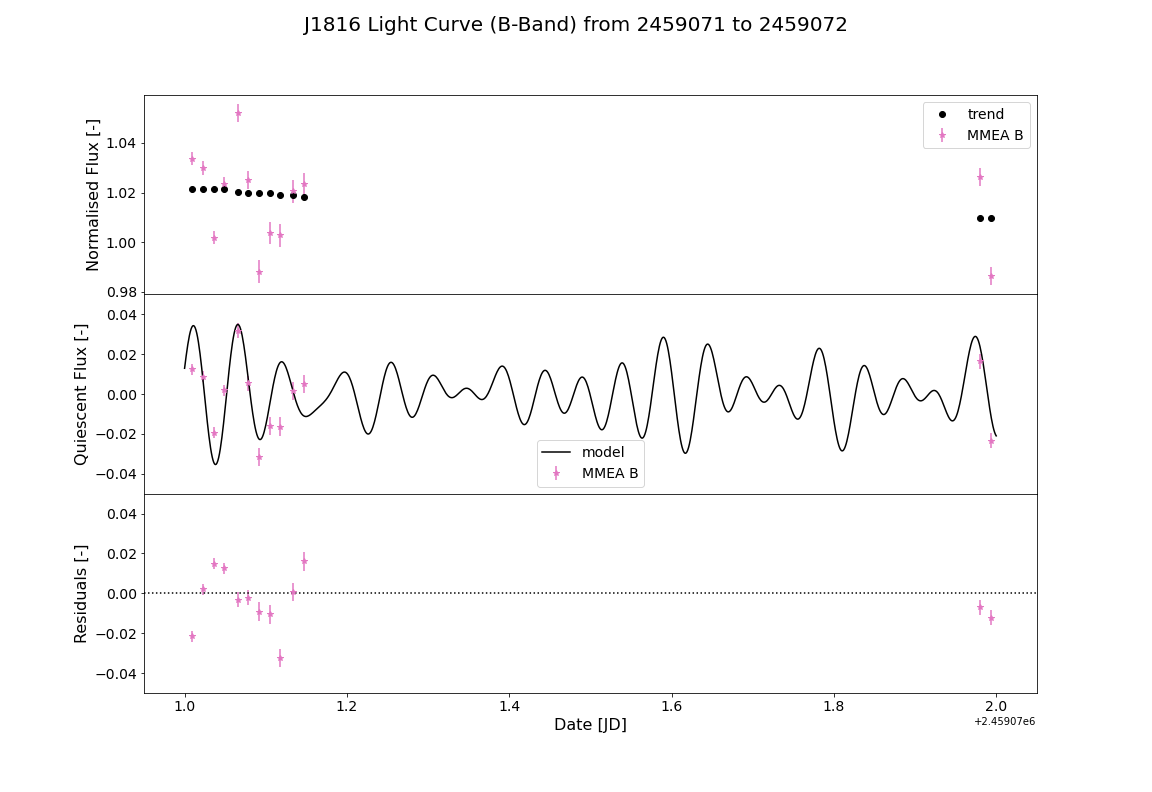 J1816 Light Curve (B-Band) from 2459071 to 2459072
Normalised Flux [-]
1.04
1.02
1.00
0.98
trend
MMEA B
Quiescent Flux [-]
0.04
0.02
0.00
−0.02
−0.04
model
MMEA B
Residuals [-]
0.04
0.02
0.00
−0.02
−0.04
1.0 1.2 1.4 1.6 1.8 2.0
Date [JD]
+2.45907e6